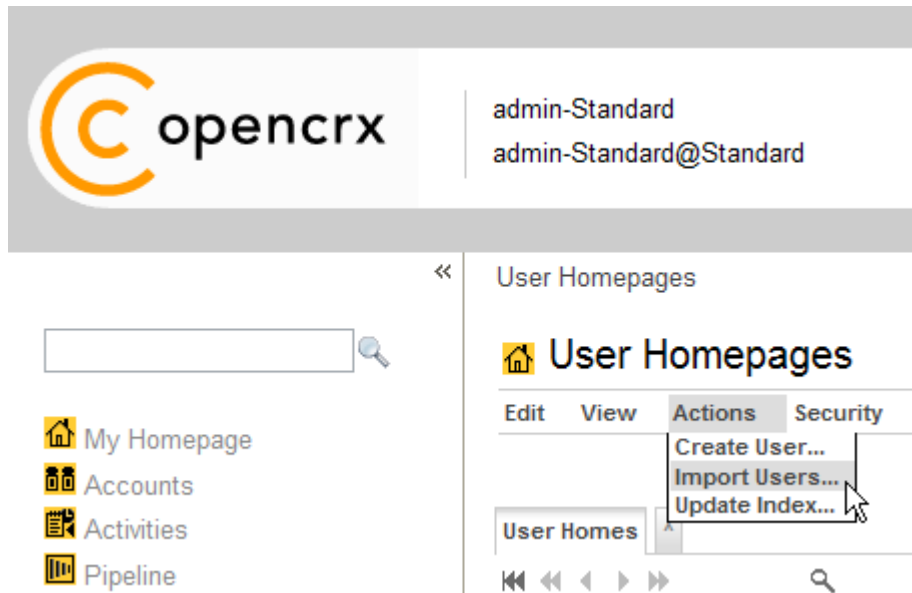 opencrx
admin-Standard
admin-Standard@Standard
User Homepages
User Homepages
Edit View Actions Security
Create User...
Import Users...
Update Index...
User Homes
My Homepage
Accounts
Activities
Pipeline